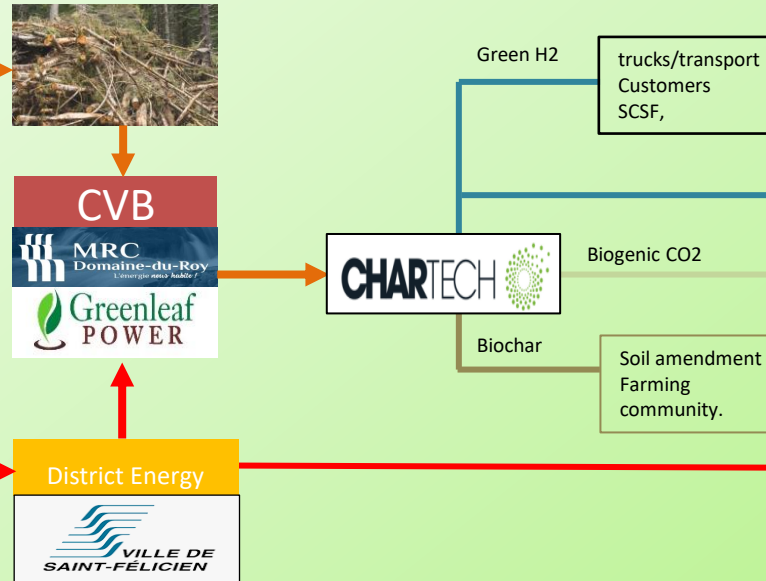 Green H2
trucks/transport
Customers
SCSF,
CVB
MRC
Domaine-du-Roy
L'énergie nous habite !
Greenleaf
POWER
CHARTECH
Biogenic CO2
Biochar
Soil amendment
Farming
community.
District Energy
VILLE DE
SAINT-FÉLICIEN